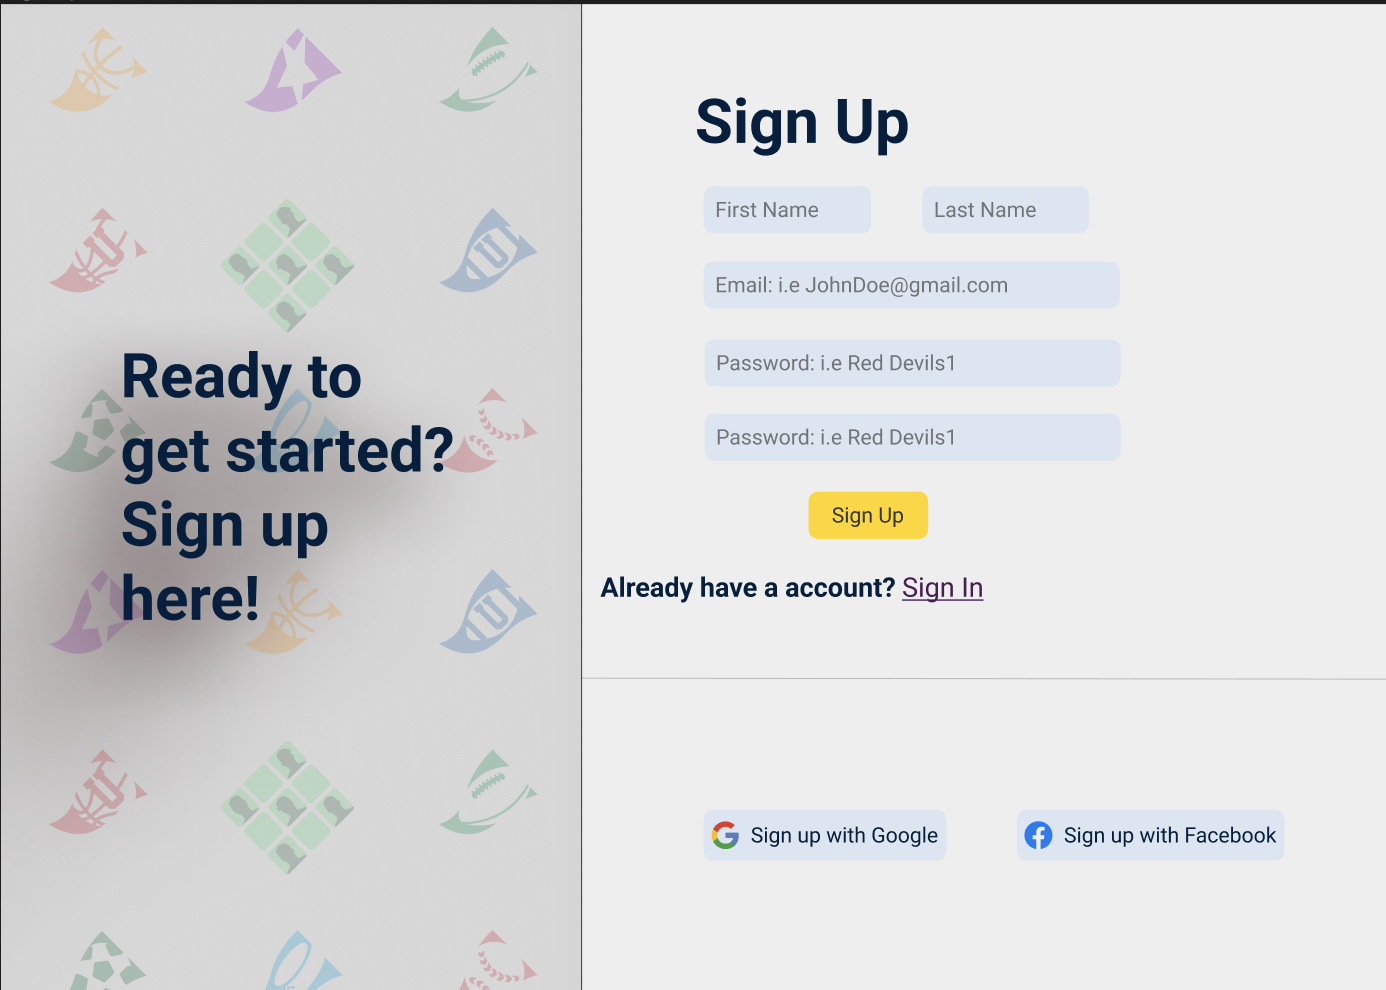 Ready to
get started?
Sign up
here!
Sign Up
First Name
Last Name
Email: i.e JohnDoe@gmail.com
Password: i.e Red Devils1
Password: i.e Red Devils1
Sign Up
Already have a account? Sign In
Sign up with Google
Sign up with Facebook